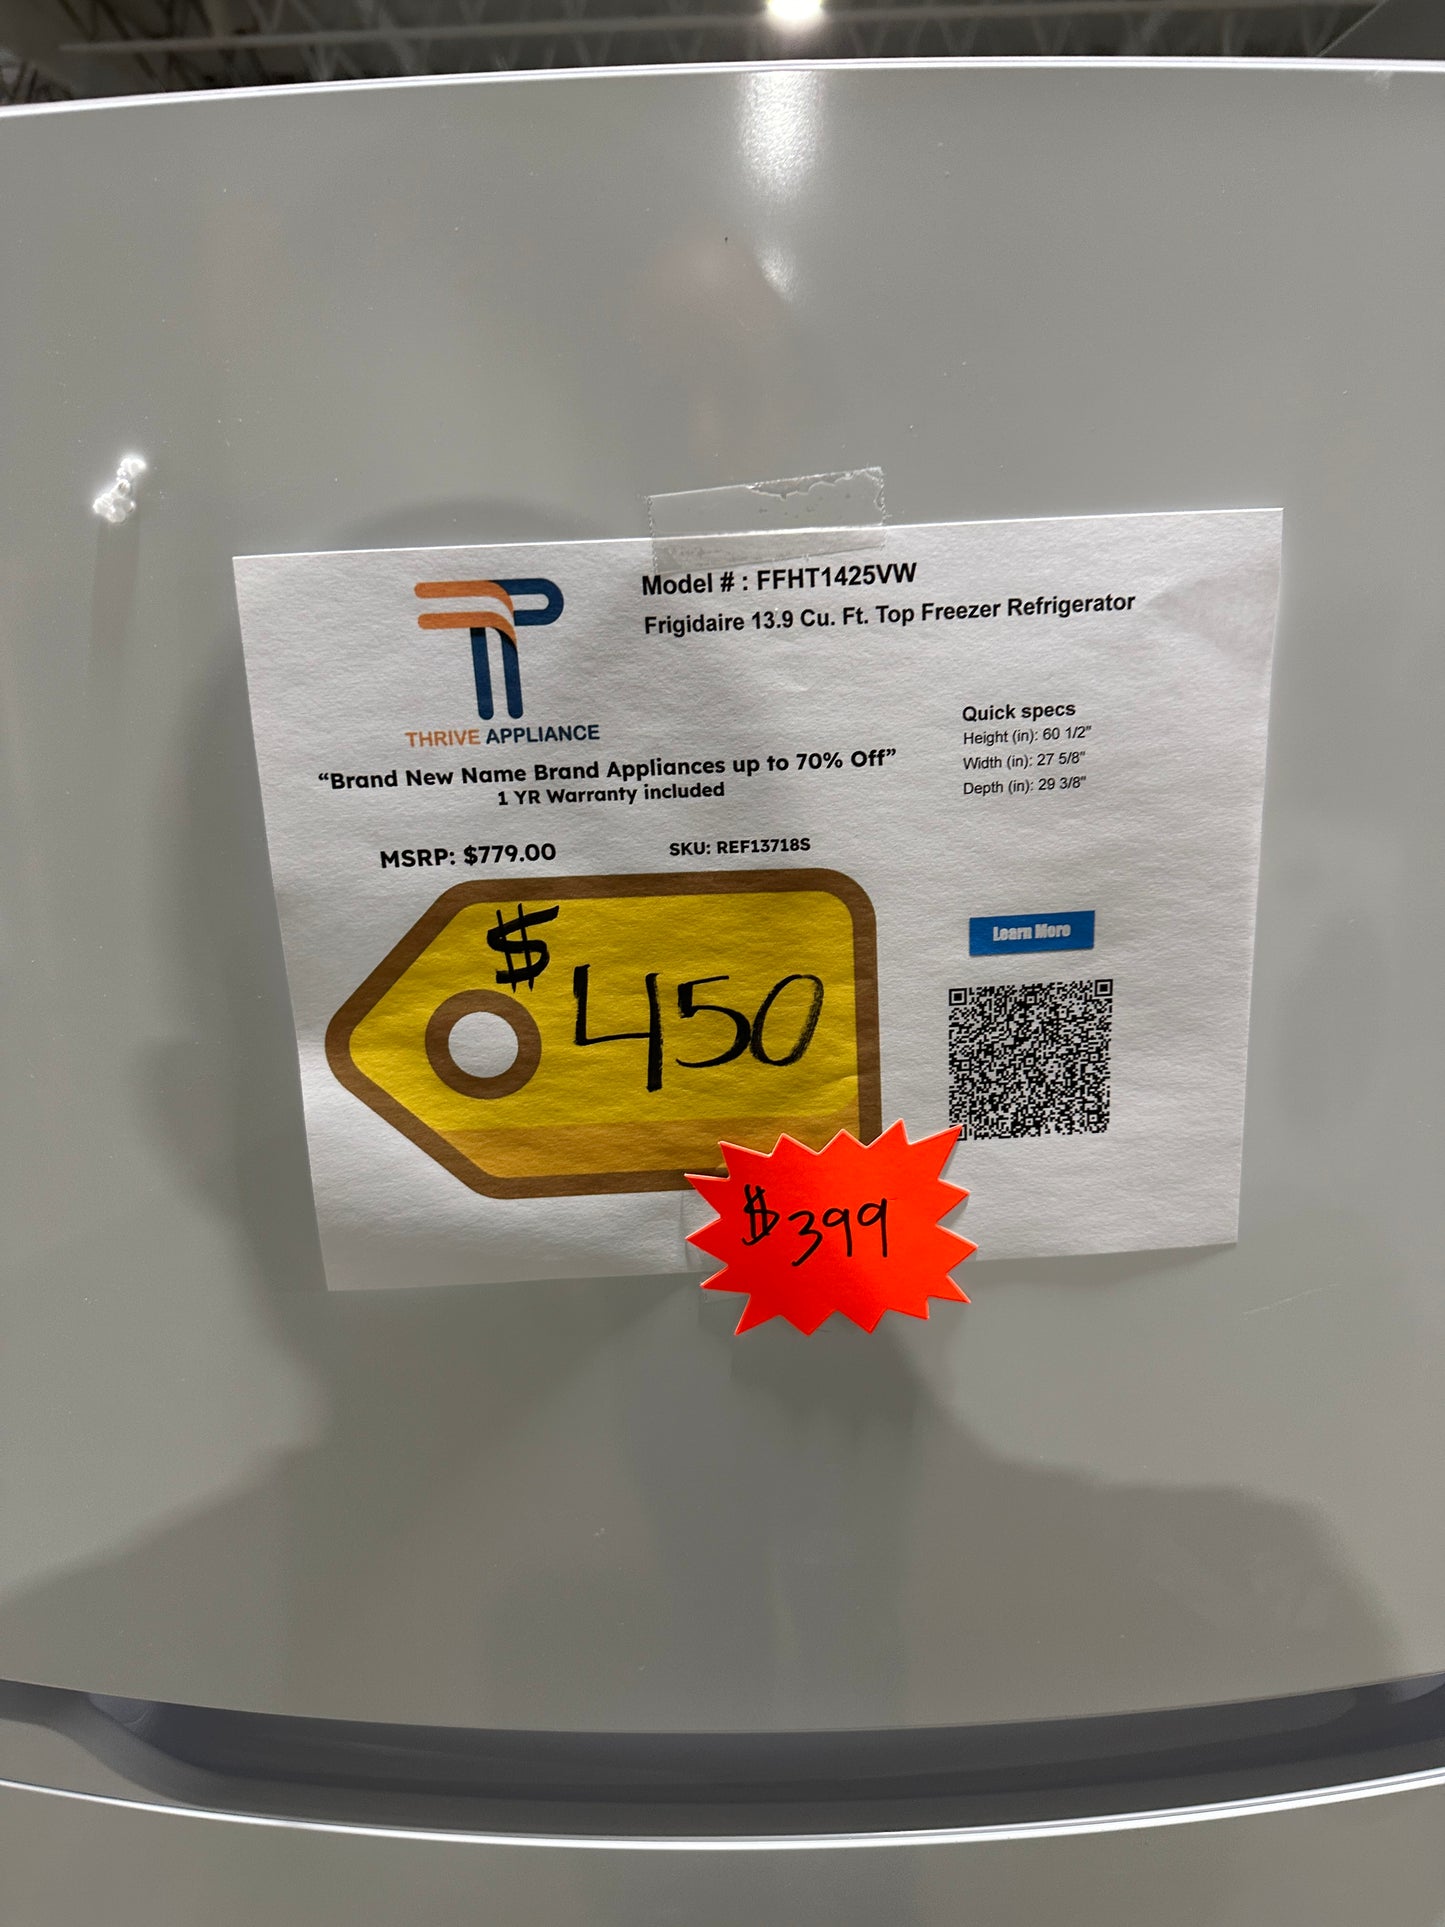 Model # : FFHT1425VW
Frigidaire 13.9 Cu. Ft. Top Freezer Refrigerator
THRIVE APPLIANCE
“Brand New Name Brand Appliances up to 70% Off”
1 YR Warranty included
Quick specs
Height (in): 60 1/2"
Width (in): 27 5/8"
Depth (in): 29 3/8"
MSRP: $779.00
SKU: REF13718S
$450
Learn More
$399